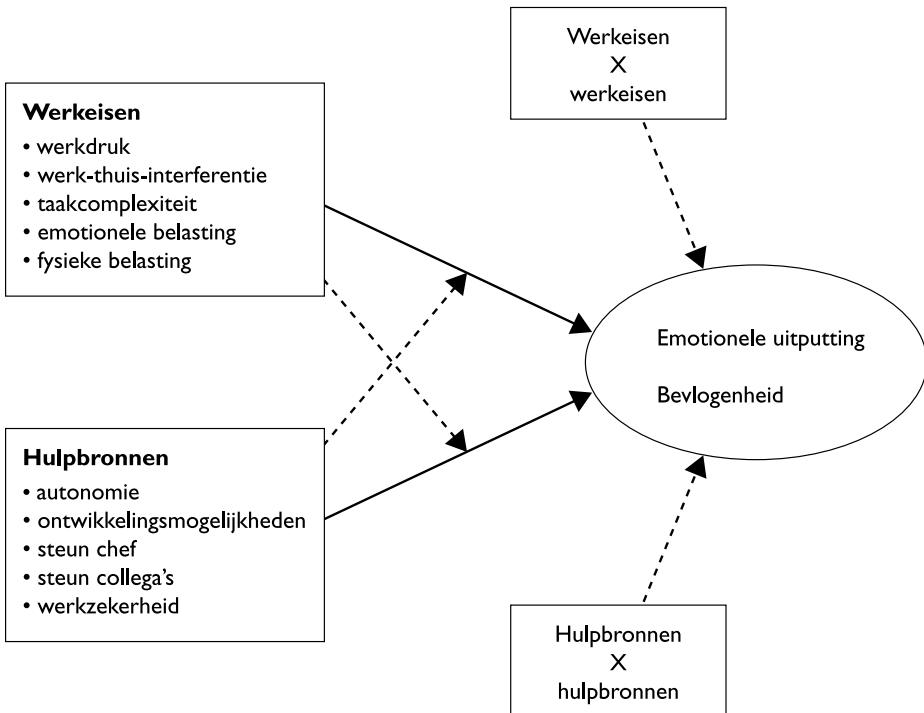 Werkeisen
• werkdruk
• werk-thuis-interferentie
• taakcomplexiteit
• emotionele belasting
• fysieke belasting
Werkeisen
X
werkeisen
Emotionele uitputting
Bevlogenheid
Hulpbronnen
• autonomie
• ontwikkelingsmogelijkheden
• steun chef
• steun collega's
• werkzekerheid
Hulpbronnen
X
hulpbronnen